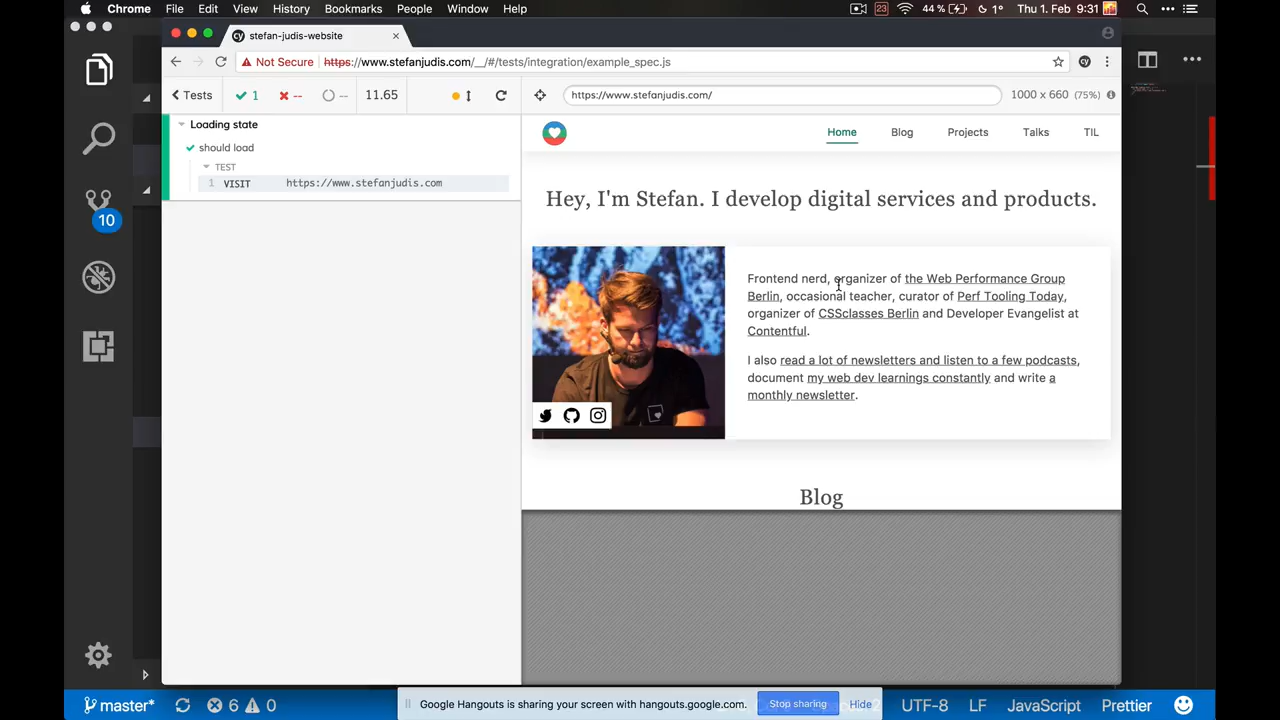 Chrome File Edit View History Bookmarks People Window Help 23 44% 1° Thu 1. Feb 9:31
stefan-judis-website
Not Secure https://www.stefanjudis.com/__/#/tests/integration/example_spec.js
Tests 1 -- -- 11.65 https://www.stefanjudis.com/ 1000 x 660 (75%)
Loading state
should load
TEST
1 VISIT https://www.stefanjudis.com
Home Blog Projects Talks TIL
Hey, I'm Stefan. I develop digital services and products.
Frontend nerd, organizer of the Web Performance Group
Berlin, occasional teacher, curator of Perf Tooling Today,
organizer of CSSclasses Berlin and Developer Evangelist at
Contentful.
I also read a lot of newsletters and listen to a few podcasts,
document my web dev learnings constantly and write a
monthly newsletter.
Blog
10
master* 6 0 Google Hangouts is sharing your screen with hangouts.google.com. Stop sharing Hide UTF-8 LF JavaScript Prettier